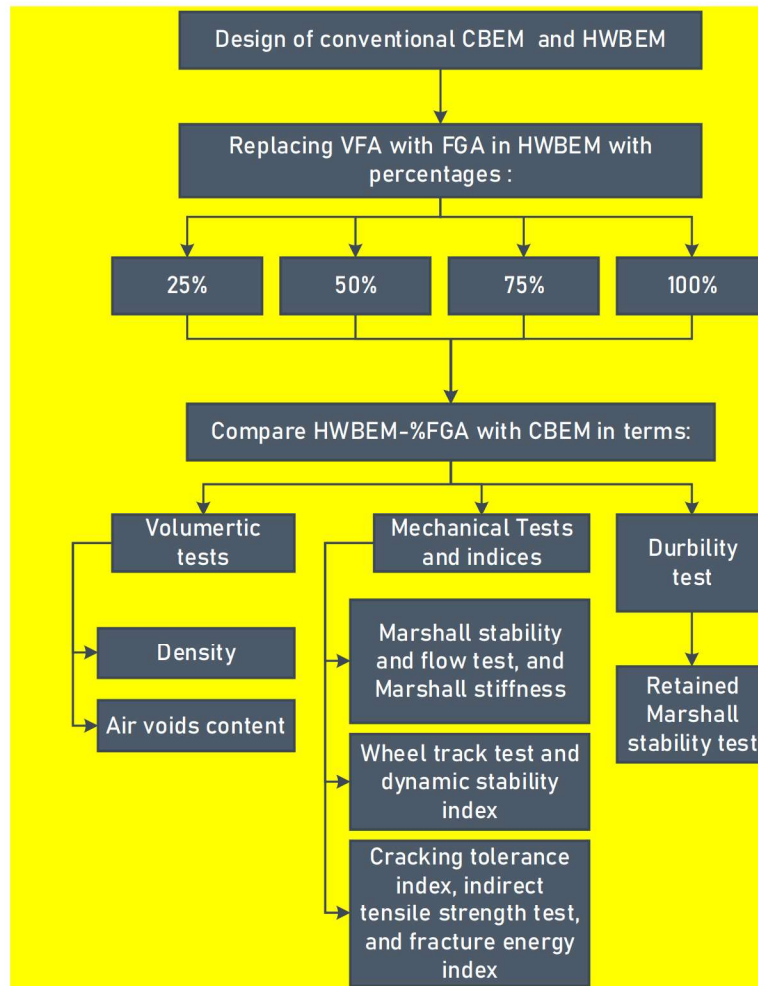 Design of conventional CBEM and HWBEM
Replacing VFA with FGA in HWBEM with
percentages :
25%
50%
75%
100%
Compare HWBEM-%FGA with CBEM in terms:
Volumertic
tests
Mechanical Tests
and indices
Durbility
test
Density
Air voids content
Marshall stability
and flow test, and
Marshall stiffness
Wheel track test and
dynamic stability
index
Cracking tolerance
index, indirect
tensile strength test,
and fracture energy
index
Retained
Marshall
stability test